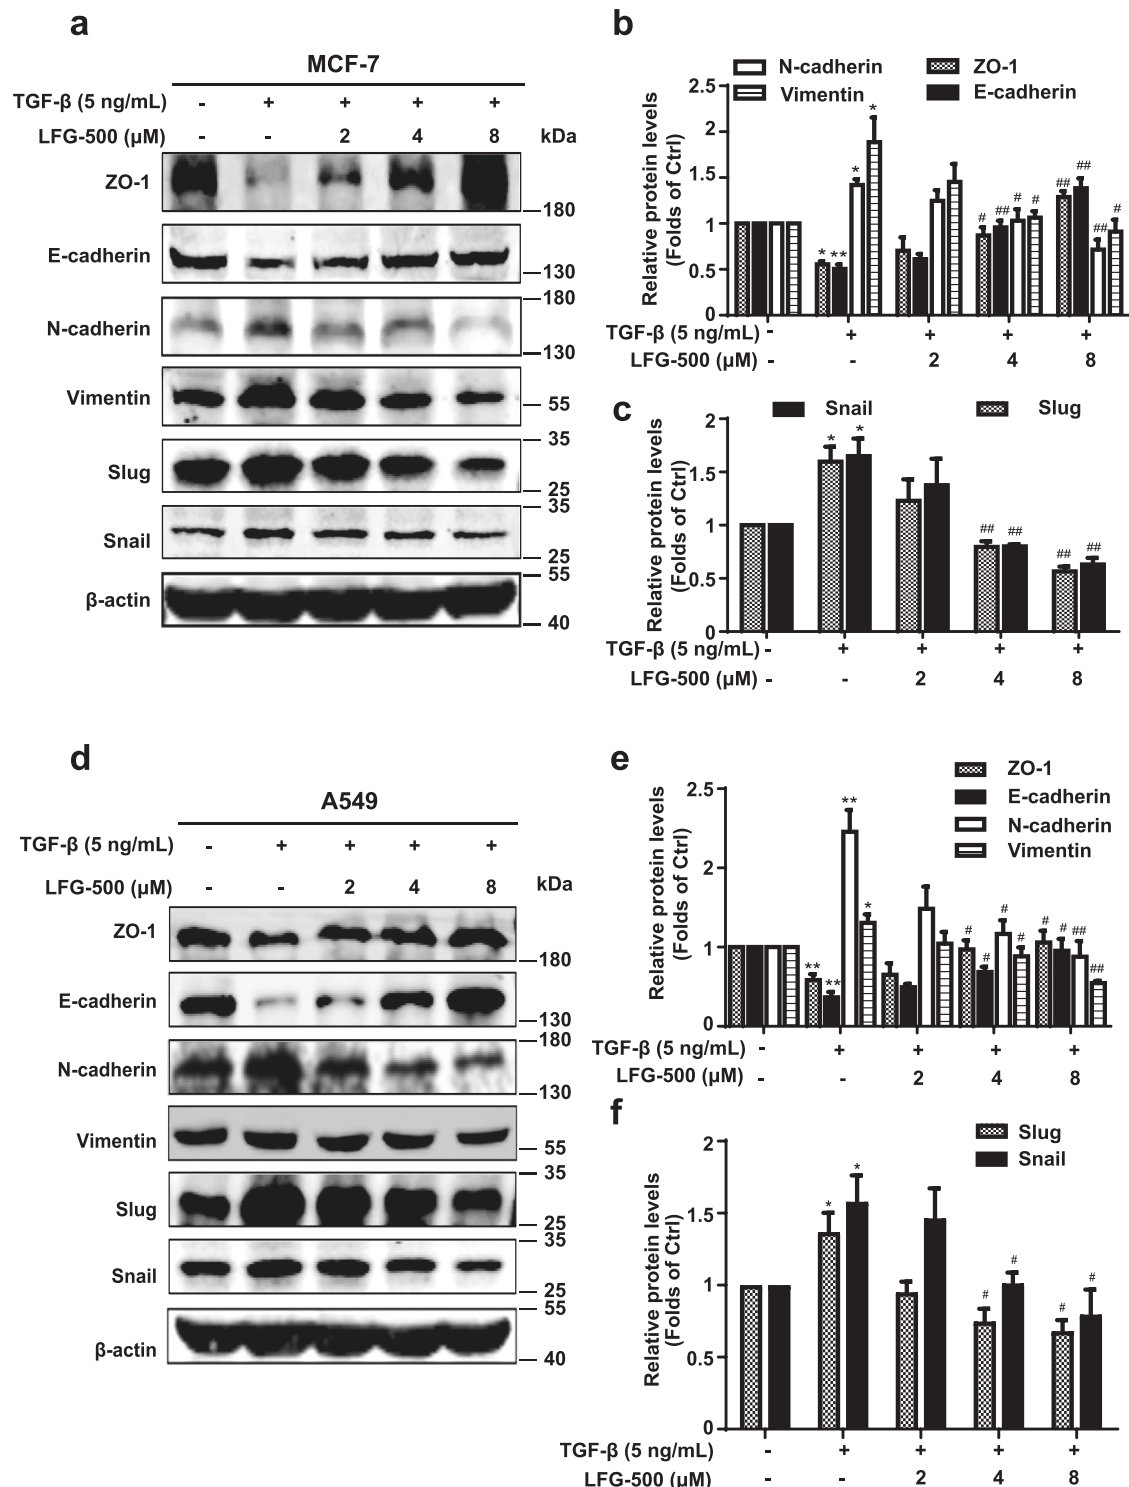 a
MCF-7
TGF-β (5 ng/mL) - + + + +
LFG-500 (μM) - - 2 4 8 kDa
ZO-1
180
E-cadherin
130
180
N-cadherin
130
Vimentin
55
35
Slug
25
35
Snail
25
55
β-actin
40
b
N-cadherin ZO-1
Vimentin E-cadherin
Relative protein levels
(Folds of Ctrl)
2.5
2
1.5
1
0.5
0
* ** * *
# ## # #
## ## ## #
TGF-β (5 ng/mL) - + + + +
LFG-500 (μM) - - 2 4 8
c
Snail Slug
Relative protein levels
(Folds of Ctrl)
2
1.5
1
0.5
0
* *
## ##
## ##
TGF-β (5 ng/mL) - + + + +
LFG-500 (μM) - - 2 4 8
d
A549
TGF-β (5 ng/mL) - + + + +
LFG-500 (μM) - - 2 4 8 kDa
ZO-1
180
E-cadherin
130
180
N-cadherin
130
Vimentin
55
35
Slug
25
35
Snail
25
55
β-actin
40
e
ZO-1
E-cadherin
N-cadherin
Vimentin
Relative protein levels
(Folds of Ctrl)
2.5
2
1
0
** ** ** *
# # # #
# ## ##
TGF-β (5 ng/mL) - + + + +
LFG-500 (μM) - - 2 4 8
f
Slug
Snail
Relative protein levels
(Folds of Ctrl)
2
1.5
1
0.5
0
* *
# #
# #
TGF-β (5 ng/mL) - + + + +
LFG-500 (μM) - - 2 4 8